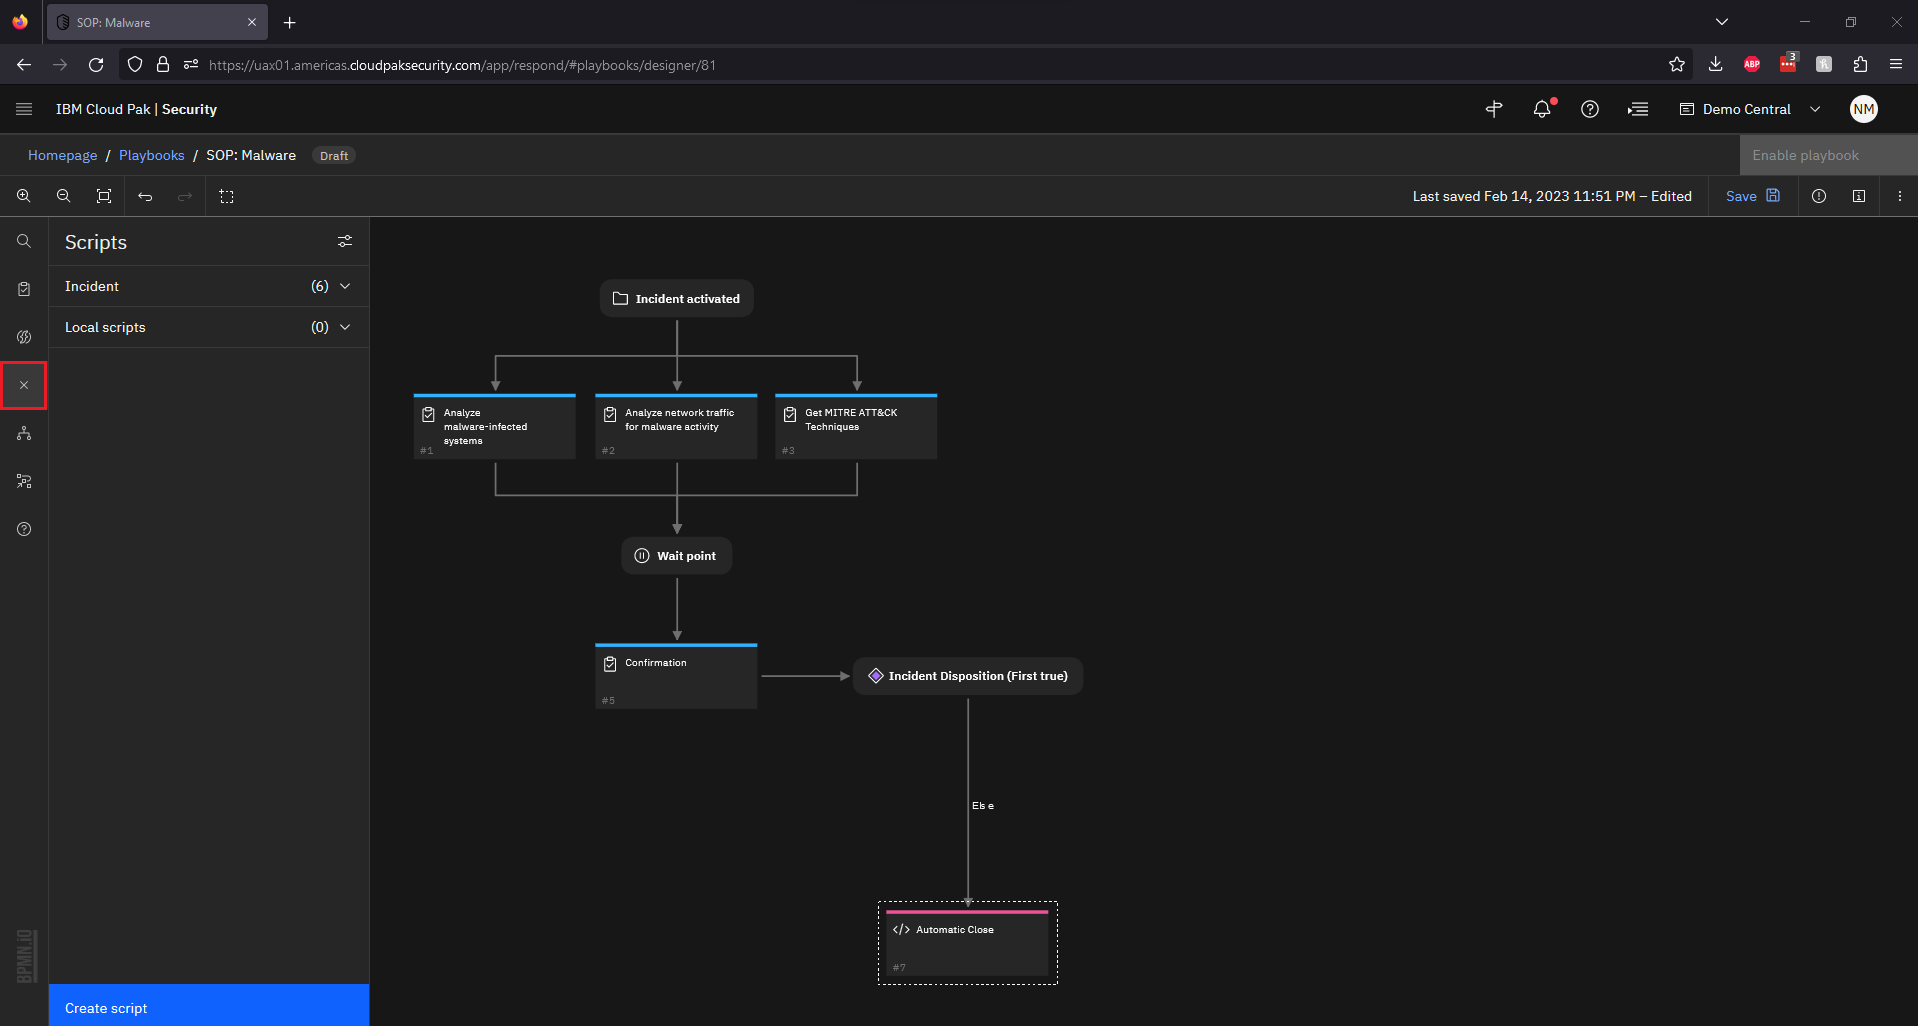 SOP: Malware
https://uax01.americas.cloudpaksecurity.com/app/respond/#playbooks/designer/81
ABP
3
IBM Cloud Pak | Security
Demo Central
NM
Homepage / Playbooks / SOP: Malware Draft
Enable playbook
Last saved Feb 14, 2023 11:51 PM – Edited
Save
Scripts
Incident (6)
Local scripts (0)
Incident activated
Analyze
malware-infected
systems
#1
Analyze network traffic
for malware activity
#2
Get MITRE ATT&CK
Techniques
#3
Wait point
Confirmation
#5
Incident Disposition (First true)
Els e
</> Automatic Close
#7
BPMN.iO
Create script